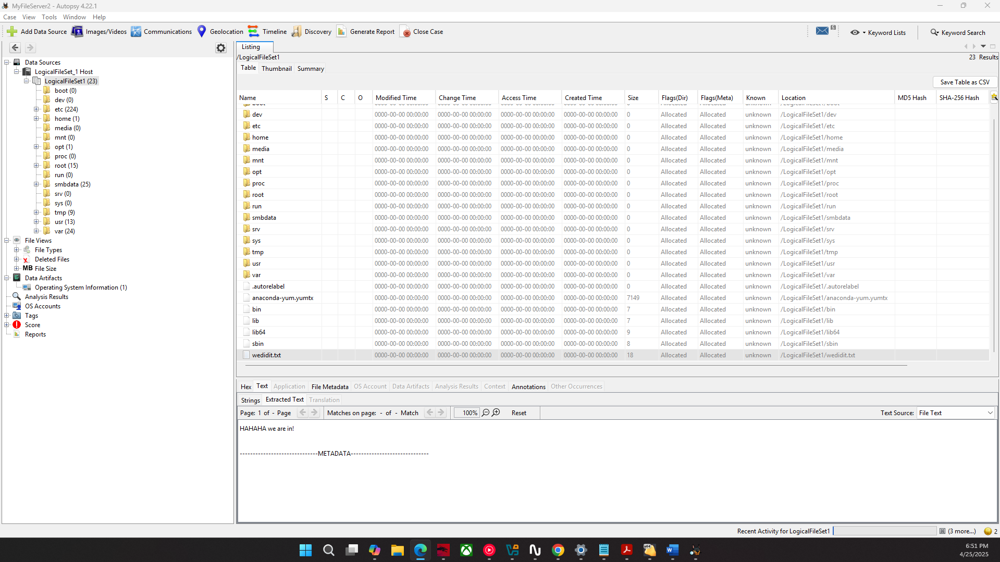 MyFileServer2 - Autopsy 4.22.1
Case View Tools Window Help
Add Data Source Images/Videos Communications Geolocation Timeline Discovery Generate Report Close Case 5 Keyword Lists Keyword Search
Data Sources
LogicalFileSet_1 Host
LogicalFileSet1 (23)
boot (0)
dev (0)
etc (224)
home (1)
media (0)
mnt (0)
opt (1)
proc (0)
root (15)
run (0)
smbdata (25)
srv (0)
sys (0)
tmp (9)
usr (13)
var (24)
File Views
File Types
Deleted Files
MB File Size
Data Artifacts
Operating System Information (1)
Analysis Results
OS Accounts
Tags
Score
Reports
Listing
/LogicalFileSet1 23 Results
Table Thumbnail Summary
Save Table as CSV
Name S C O Modified Time Change Time Access Time Created Time Size Flags(Dir) Flags(Meta) Known Location MD5 Hash SHA-256 Hash
boot 0000-00-00 00:00:00 0000-00-00 00:00:00 0000-00-00 00:00:00 0000-00-00 00:00:00 0 Allocated Allocated unknown /LogicalFileSet1/boot
dev 0000-00-00 00:00:00 0000-00-00 00:00:00 0000-00-00 00:00:00 0000-00-00 00:00:00 0 Allocated Allocated unknown /LogicalFileSet1/dev
etc 0000-00-00 00:00:00 0000-00-00 00:00:00 0000-00-00 00:00:00 0000-00-00 00:00:00 0 Allocated Allocated unknown /LogicalFileSet1/etc
home 0000-00-00 00:00:00 0000-00-00 00:00:00 0000-00-00 00:00:00 0000-00-00 00:00:00 0 Allocated Allocated unknown /LogicalFileSet1/home
media 0000-00-00 00:00:00 0000-00-00 00:00:00 0000-00-00 00:00:00 0000-00-00 00:00:00 0 Allocated Allocated unknown /LogicalFileSet1/media
mnt 0000-00-00 00:00:00 0000-00-00 00:00:00 0000-00-00 00:00:00 0000-00-00 00:00:00 0 Allocated Allocated unknown /LogicalFileSet1/mnt
opt 0000-00-00 00:00:00 0000-00-00 00:00:00 0000-00-00 00:00:00 0000-00-00 00:00:00 0 Allocated Allocated unknown /LogicalFileSet1/opt
proc 0000-00-00 00:00:00 0000-00-00 00:00:00 0000-00-00 00:00:00 0000-00-00 00:00:00 0 Allocated Allocated unknown /LogicalFileSet1/proc
root 0000-00-00 00:00:00 0000-00-00 00:00:00 0000-00-00 00:00:00 0000-00-00 00:00:00 0 Allocated Allocated unknown /LogicalFileSet1/root
run 0000-00-00 00:00:00 0000-00-00 00:00:00 0000-00-00 00:00:00 0000-00-00 00:00:00 0 Allocated Allocated unknown /LogicalFileSet1/run
smbdata 0000-00-00 00:00:00 0000-00-00 00:00:00 0000-00-00 00:00:00 0000-00-00 00:00:00 0 Allocated Allocated unknown /LogicalFileSet1/smbdata
srv 0000-00-00 00:00:00 0000-00-00 00:00:00 0000-00-00 00:00:00 0000-00-00 00:00:00 0 Allocated Allocated unknown /LogicalFileSet1/srv
sys 0000-00-00 00:00:00 0000-00-00 00:00:00 0000-00-00 00:00:00 0000-00-00 00:00:00 0 Allocated Allocated unknown /LogicalFileSet1/sys
tmp 0000-00-00 00:00:00 0000-00-00 00:00:00 0000-00-00 00:00:00 0000-00-00 00:00:00 0 Allocated Allocated unknown /LogicalFileSet1/tmp
usr 0000-00-00 00:00:00 0000-00-00 00:00:00 0000-00-00 00:00:00 0000-00-00 00:00:00 0 Allocated Allocated unknown /LogicalFileSet1/usr
var 0000-00-00 00:00:00 0000-00-00 00:00:00 0000-00-00 00:00:00 0000-00-00 00:00:00 0 Allocated Allocated unknown /LogicalFileSet1/var
.autorelabel 0000-00-00 00:00:00 0000-00-00 00:00:00 0000-00-00 00:00:00 0000-00-00 00:00:00 0 Allocated Allocated unknown /LogicalFileSet1/.autorelabel
anaconda-yum.yumtx 0000-00-00 00:00:00 0000-00-00 00:00:00 0000-00-00 00:00:00 0000-00-00 00:00:00 7149 Allocated Allocated unknown /LogicalFileSet1/anaconda-yum.yumtx
bin 0000-00-00 00:00:00 0000-00-00 00:00:00 0000-00-00 00:00:00 0000-00-00 00:00:00 7 Allocated Allocated unknown /LogicalFileSet1/bin
lib 0000-00-00 00:00:00 0000-00-00 00:00:00 0000-00-00 00:00:00 0000-00-00 00:00:00 7 Allocated Allocated unknown /LogicalFileSet1/lib
lib64 0000-00-00 00:00:00 0000-00-00 00:00:00 0000-00-00 00:00:00 0000-00-00 00:00:00 9 Allocated Allocated unknown /LogicalFileSet1/lib64
sbin 0000-00-00 00:00:00 0000-00-00 00:00:00 0000-00-00 00:00:00 0000-00-00 00:00:00 8 Allocated Allocated unknown /LogicalFileSet1/sbin
wedidit.txt 0000-00-00 00:00:00 0000-00-00 00:00:00 0000-00-00 00:00:00 0000-00-00 00:00:00 18 Allocated Allocated unknown /LogicalFileSet1/wedidit.txt
Hex Text Application File Metadata OS Account Data Artifacts Analysis Results Context Annotations Other Occurrences
Strings Extracted Text Translation
Page: 1 of - Page Matches on page: - of - Match 100% Reset Text Source: File Text
HAHAHA we are in!
------------------------------METADATA------------------------------
Recent Activity for LogicalFileSet1 (3 more...) 2
6:51 PM
4/25/2025